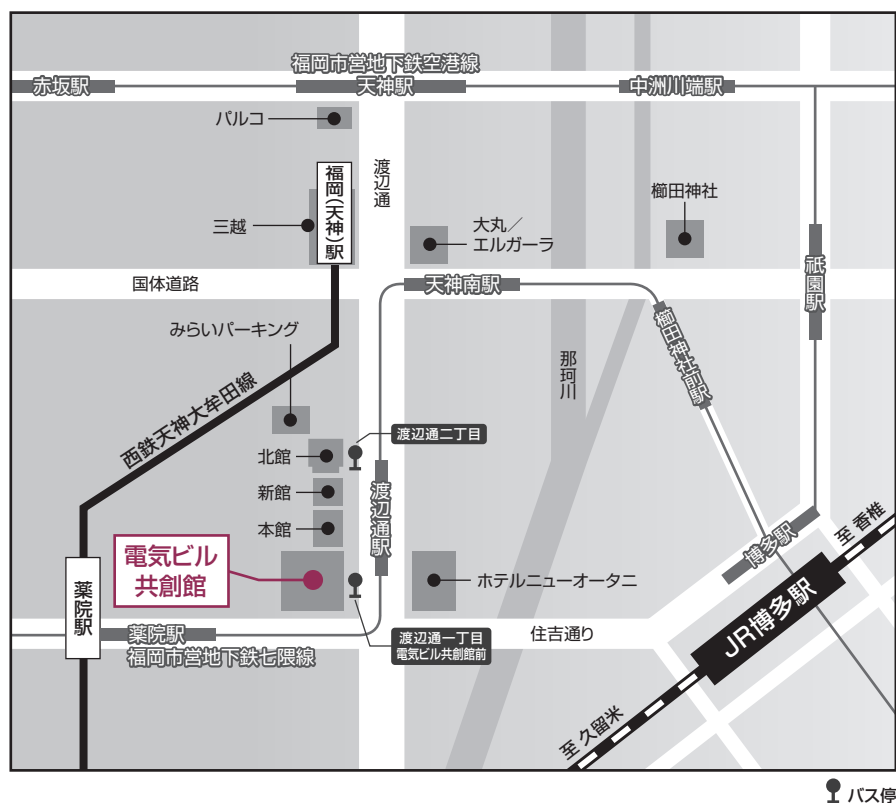 福岡市営地下鉄空港線
赤坂駅
天神駅
中洲川端駅
パルコ
渡辺通
福岡(天神)駅
三越
大丸／
エルガーラ
櫛田神社
祇園駅
国体道路
天神南駅
みらいパーキング
櫛田神社前駅
那珂川
西鉄天神大牟田線
渡辺通二丁目
北館
新館
渡辺通駅
本館
博多駅
至 香椎
電気ビル
共創館
薬院駅
ホテルニューオータニ
JR博多駅
薬院駅
福岡市営地下鉄七隈線
渡辺通一丁目
電気ビル共創館前
住吉通り
至 久留米
バス停